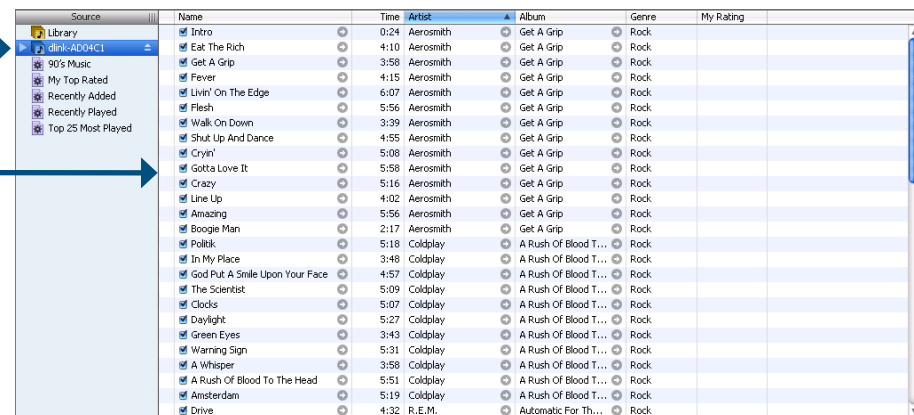 Source Name Time Artist Album Genre My Rating
Library Intro 0:24 Aerosmith Get A Grip Rock
dlink-AD04C1 Eat The Rich 4:10 Aerosmith Get A Grip Rock
90's Music Get A Grip 3:58 Aerosmith Get A Grip Rock
My Top Rated Fever 4:15 Aerosmith Get A Grip Rock
Recently Added Livin' On The Edge 6:07 Aerosmith Get A Grip Rock
Recently Played Flesh 5:56 Aerosmith Get A Grip Rock
Top 25 Most Played Walk On Down 3:39 Aerosmith Get A Grip Rock
Shut Up And Dance 4:55 Aerosmith Get A Grip Rock
Cryin' 5:08 Aerosmith Get A Grip Rock
Gotta Love It 5:58 Aerosmith Get A Grip Rock
Crazy 5:16 Aerosmith Get A Grip Rock
Line Up 4:02 Aerosmith Get A Grip Rock
Amazing 5:56 Aerosmith Get A Grip Rock
Boogie Man 2:17 Aerosmith Get A Grip Rock
Politik 5:18 Coldplay A Rush Of Blood T... Rock
In My Place 3:48 Coldplay A Rush Of Blood T... Rock
God Put A Smile Upon Your Face 4:57 Coldplay A Rush Of Blood T... Rock
The Scientist 5:09 Coldplay A Rush Of Blood T... Rock
Clocks 5:07 Coldplay A Rush Of Blood T... Rock
Daylight 5:27 Coldplay A Rush Of Blood T... Rock
Green Eyes 3:43 Coldplay A Rush Of Blood T... Rock
Warning Sign 5:31 Coldplay A Rush Of Blood T... Rock
A Whisper 3:58 Coldplay A Rush Of Blood T... Rock
A Rush Of Blood To The Head 5:51 Coldplay A Rush Of Blood T... Rock
Amsterdam 5:19 Coldplay A Rush Of Blood T... Rock
Drive 4:32 R.E.M. Automatic For Th... Rock